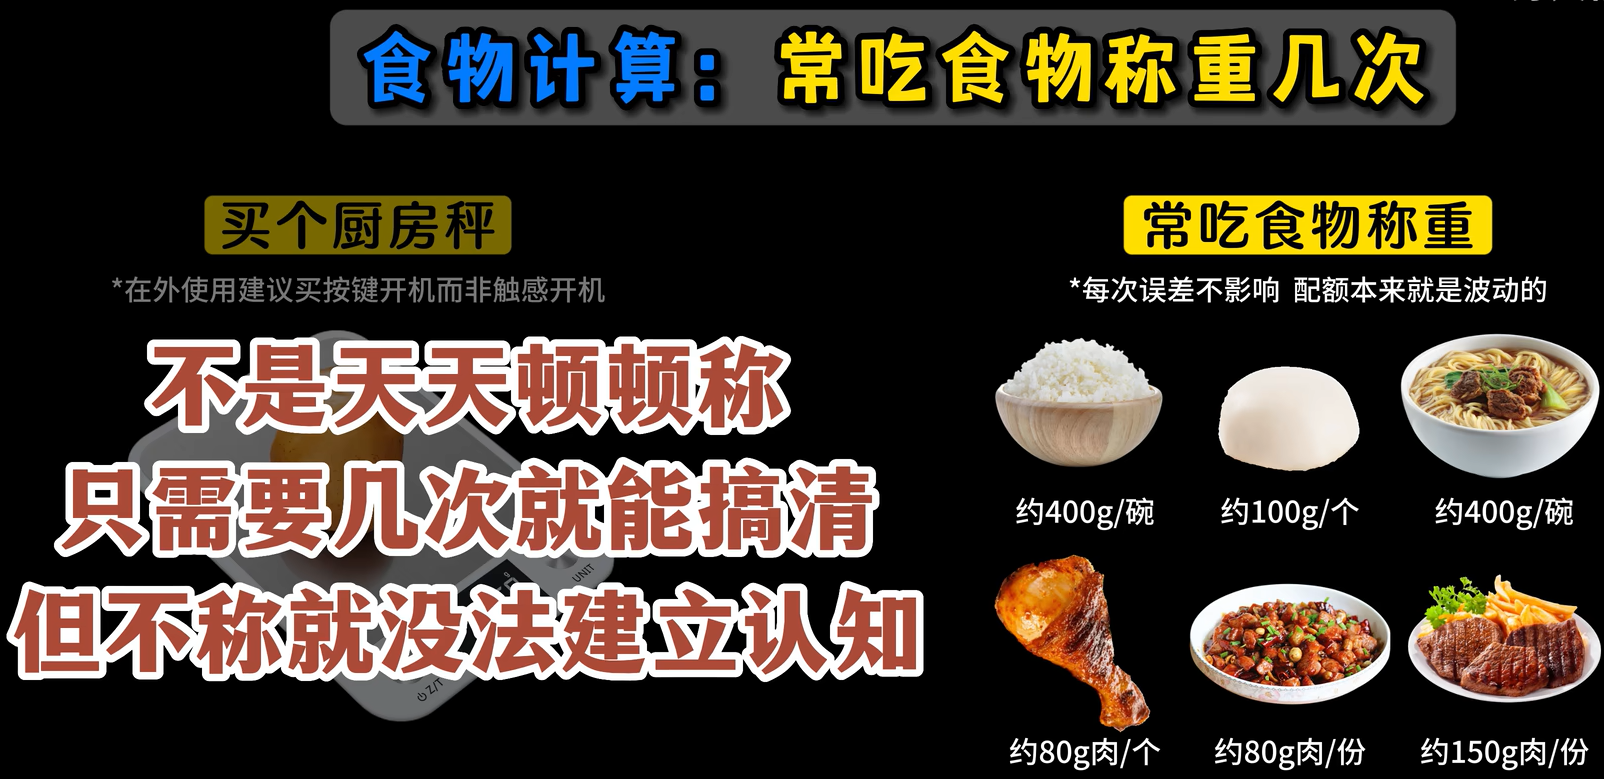 食物计算：常吃食物称重几次
买个厨房秤
*在外使用建议买按键开机而非触感开机
不是天天顿顿称
只需要几次就能搞清
但不称就没法建立认知
UNIT
Z/T
常吃食物称重
*每次误差不影响 配额本来就是波动的
约400g/碗
约100g/个
约400g/碗
约80g肉/个
约80g肉/份
约150g肉/份